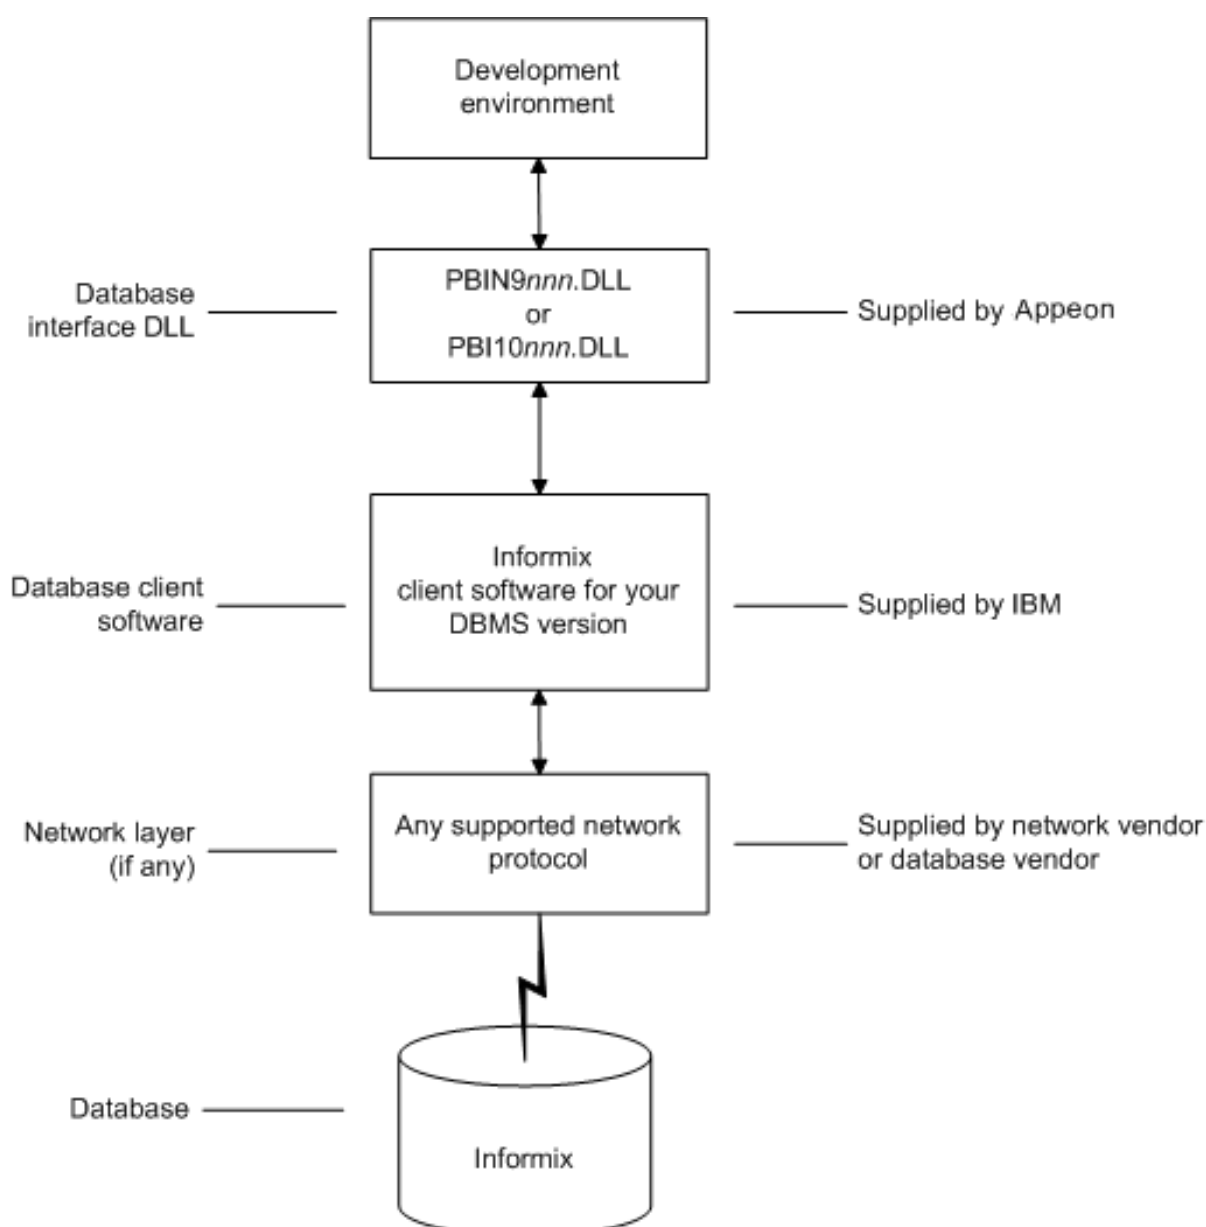 Development
environment
Database
interface DLL
PBIN9nnn.DLL
or
PBI10nnn.DLL
Supplied by Appeon
Database client
software
Informix
client software for your
DBMS version
Supplied by IBM
Network layer
(if any)
Any supported network
protocol
Supplied by network vendor
or database vendor
Database
Informix